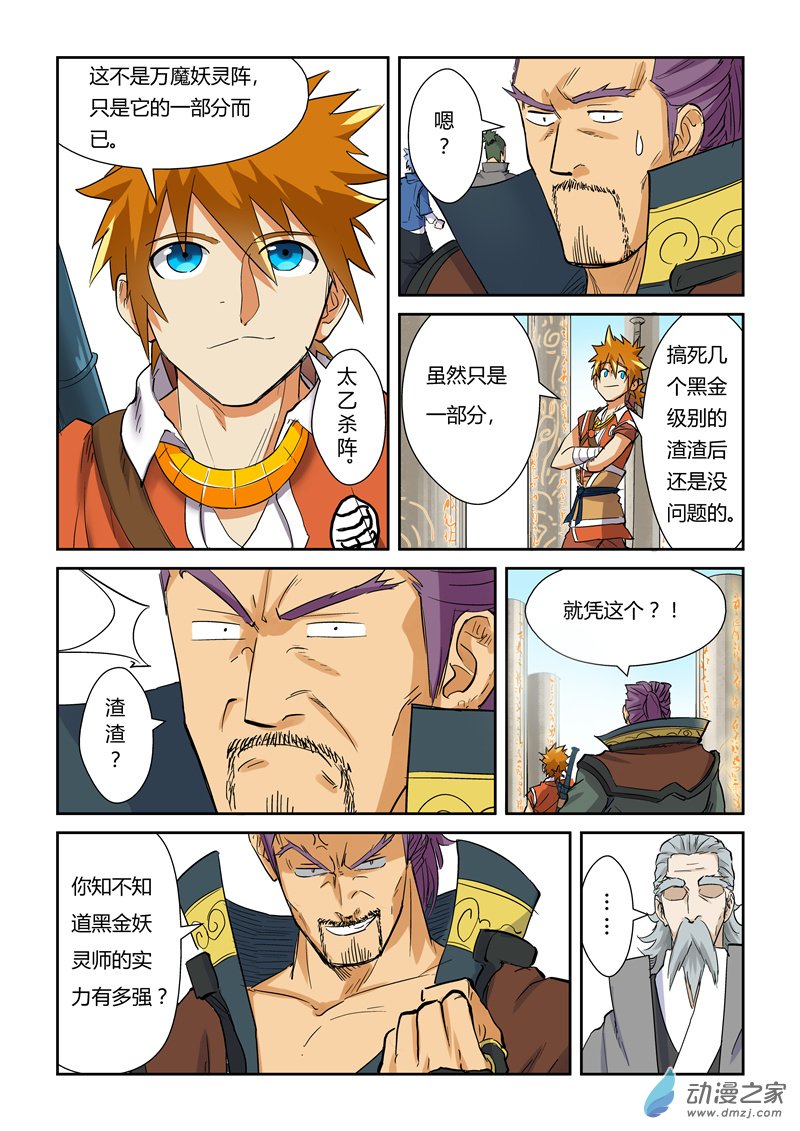 这不是万魔妖灵阵，
只是它的一部分而
已。
太乙杀阵。
嗯
？
虽然只是
一部分，
搞死几
个黑金
级别的
渣渣后
还是没
问题的。
渣渣
？
就凭这个？！
你知不知
道黑金妖
灵师的实
力有多强？
……
动漫之家
www.dmzj.com